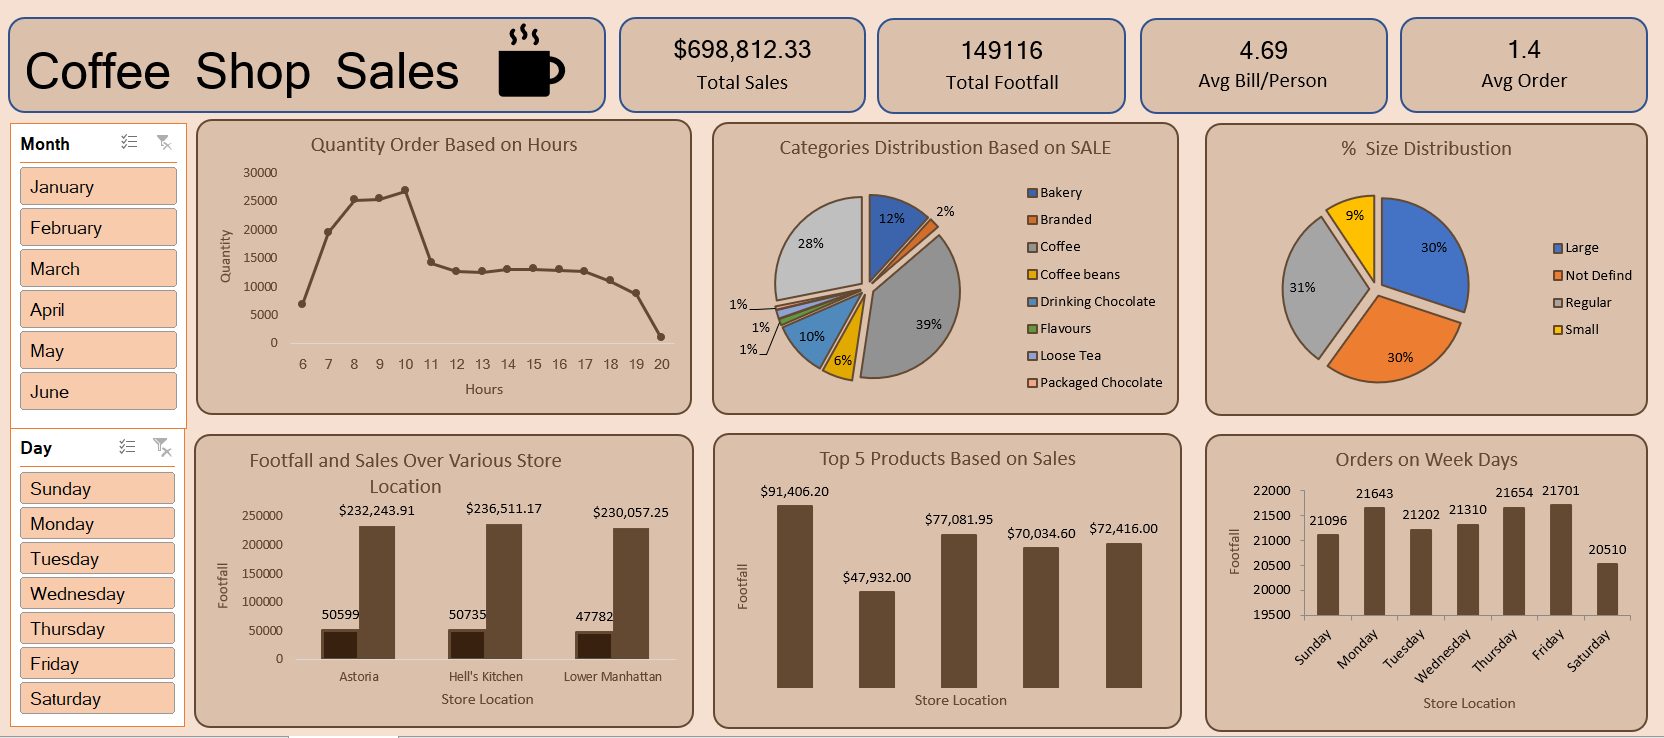 Coffee Shop Sales
$698,812.33
Total Sales
149116
Total Footfall
4.69
Avg Bill/Person
1.4
Avg Order
Month
January
February
March
April
May
June
Day
Sunday
Monday
Tuesday
Wednesday
Thursday
Friday
Saturday
Quantity Order Based on Hours
30000
25000
20000
15000
10000
5000
0
Quantity
6 7 8 9 10 11 12 13 14 15 16 17 18 19 20
Hours
Categories Distribustion Based on SALE
12%
2%
39%
6%
10%
1%
1%
1%
28%
Bakery
Branded
Coffee
Coffee beans
Drinking Chocolate
Flavours
Loose Tea
Packaged Chocolate
% Size Distribustion
30%
30%
31%
9%
Large
Not Defind
Regular
Small
Footfall and Sales Over Various Store
Location
250000
200000
150000
100000
50000
0
Footfall
$232,243.91
$236,511.17
$230,057.25
50599
50735
47782
Astoria
Hell's Kitchen
Lower Manhattan
Store Location
Top 5 Products Based on Sales
Footfall
$91,406.20
$47,932.00
$77,081.95
$70,034.60
$72,416.00
Store Location
Orders on Week Days
22000
21500
21000
20500
20000
19500
Footfall
21096
21643
21202
21310
21654
21701
20510
Sunday
Monday
Tuesday
Wednesday
Thursday
Friday
Saturday
Store Location